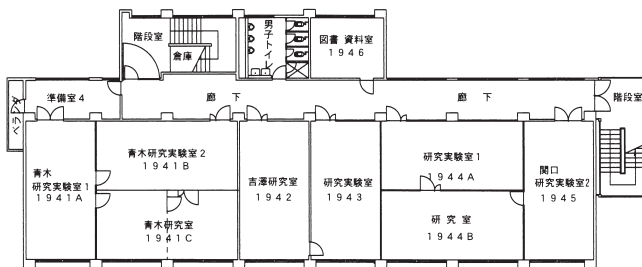 階段室
倉庫
男子トイレ
図書 資料室
1946
準備室4
廊下
廊下
階段室
ベランダ
青木
研究実験室1
1941A
青木研究実験室2
1941B
青木研究室
1941C
吉澤研究室
1942
研究実験室
1943
研究実験室1
1944A
研究室
1944B
関口
研究実験室2
1945